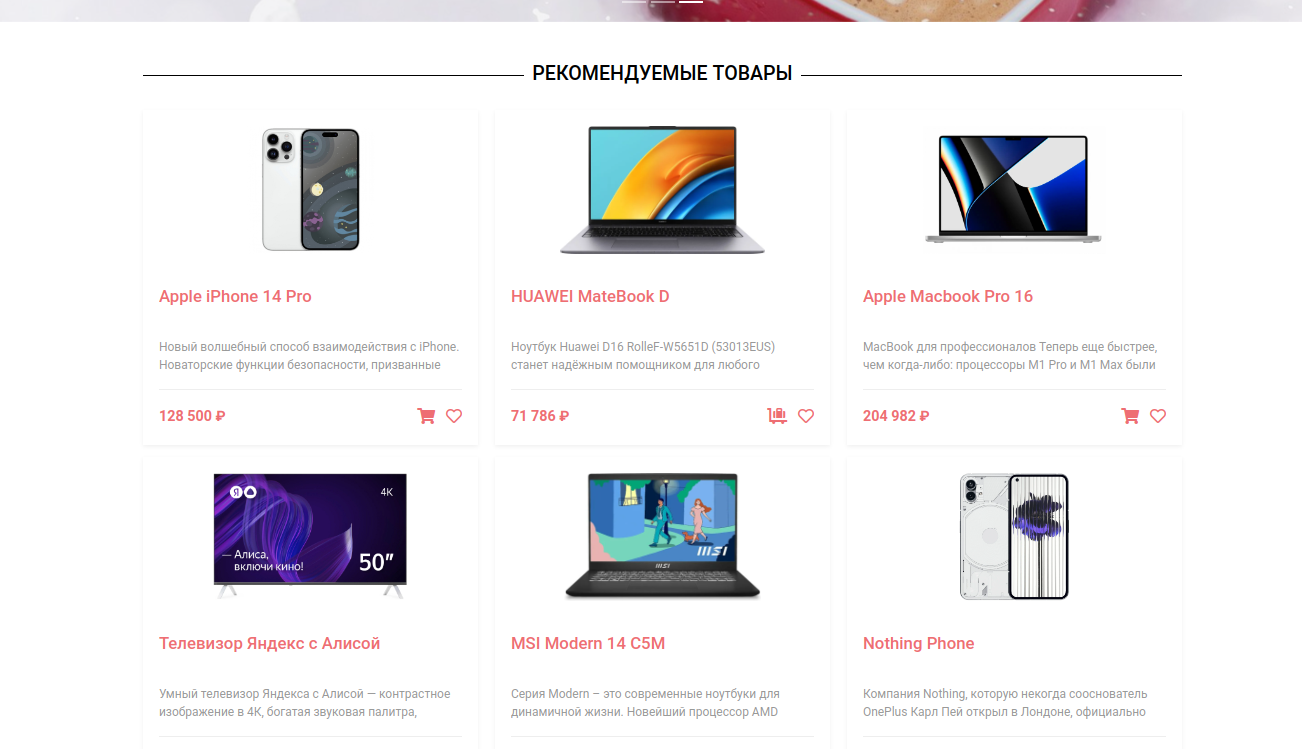 РЕКОМЕНДУЕМЫЕ ТОВАРЫ
Apple iPhone 14 Pro
Новый волшебный способ взаимодействия с iPhone.
Новаторские функции безопасности, призванные
128 500 ₽
HUAWEI MateBook D
Ноутбук Huawei D16 RolleF-W5651D (53013EUS)
станет надёжным помощником для любого
71 786 ₽
Apple Macbook Pro 16
MacBook для профессионалов Теперь еще быстрее,
чем когда-либо: процессоры M1 Pro и M1 Max были
204 982 ₽
Я
4K
— Алиса,
включи кино!
50″
Телевизор Яндекс с Алисой
Умный телевизор Яндекса с Алисой — контрастное
изображение в 4К, богатая звуковая палитра,
msi
msi
MSI Modern 14 C5M
Серия Modern – это современные ноутбуки для
динамичной жизни. Новейший процессор AMD
Nothing Phone
Компания Nothing, которую некогда сооснователь
OnePlus Карл Пей открыл в Лондоне, официально